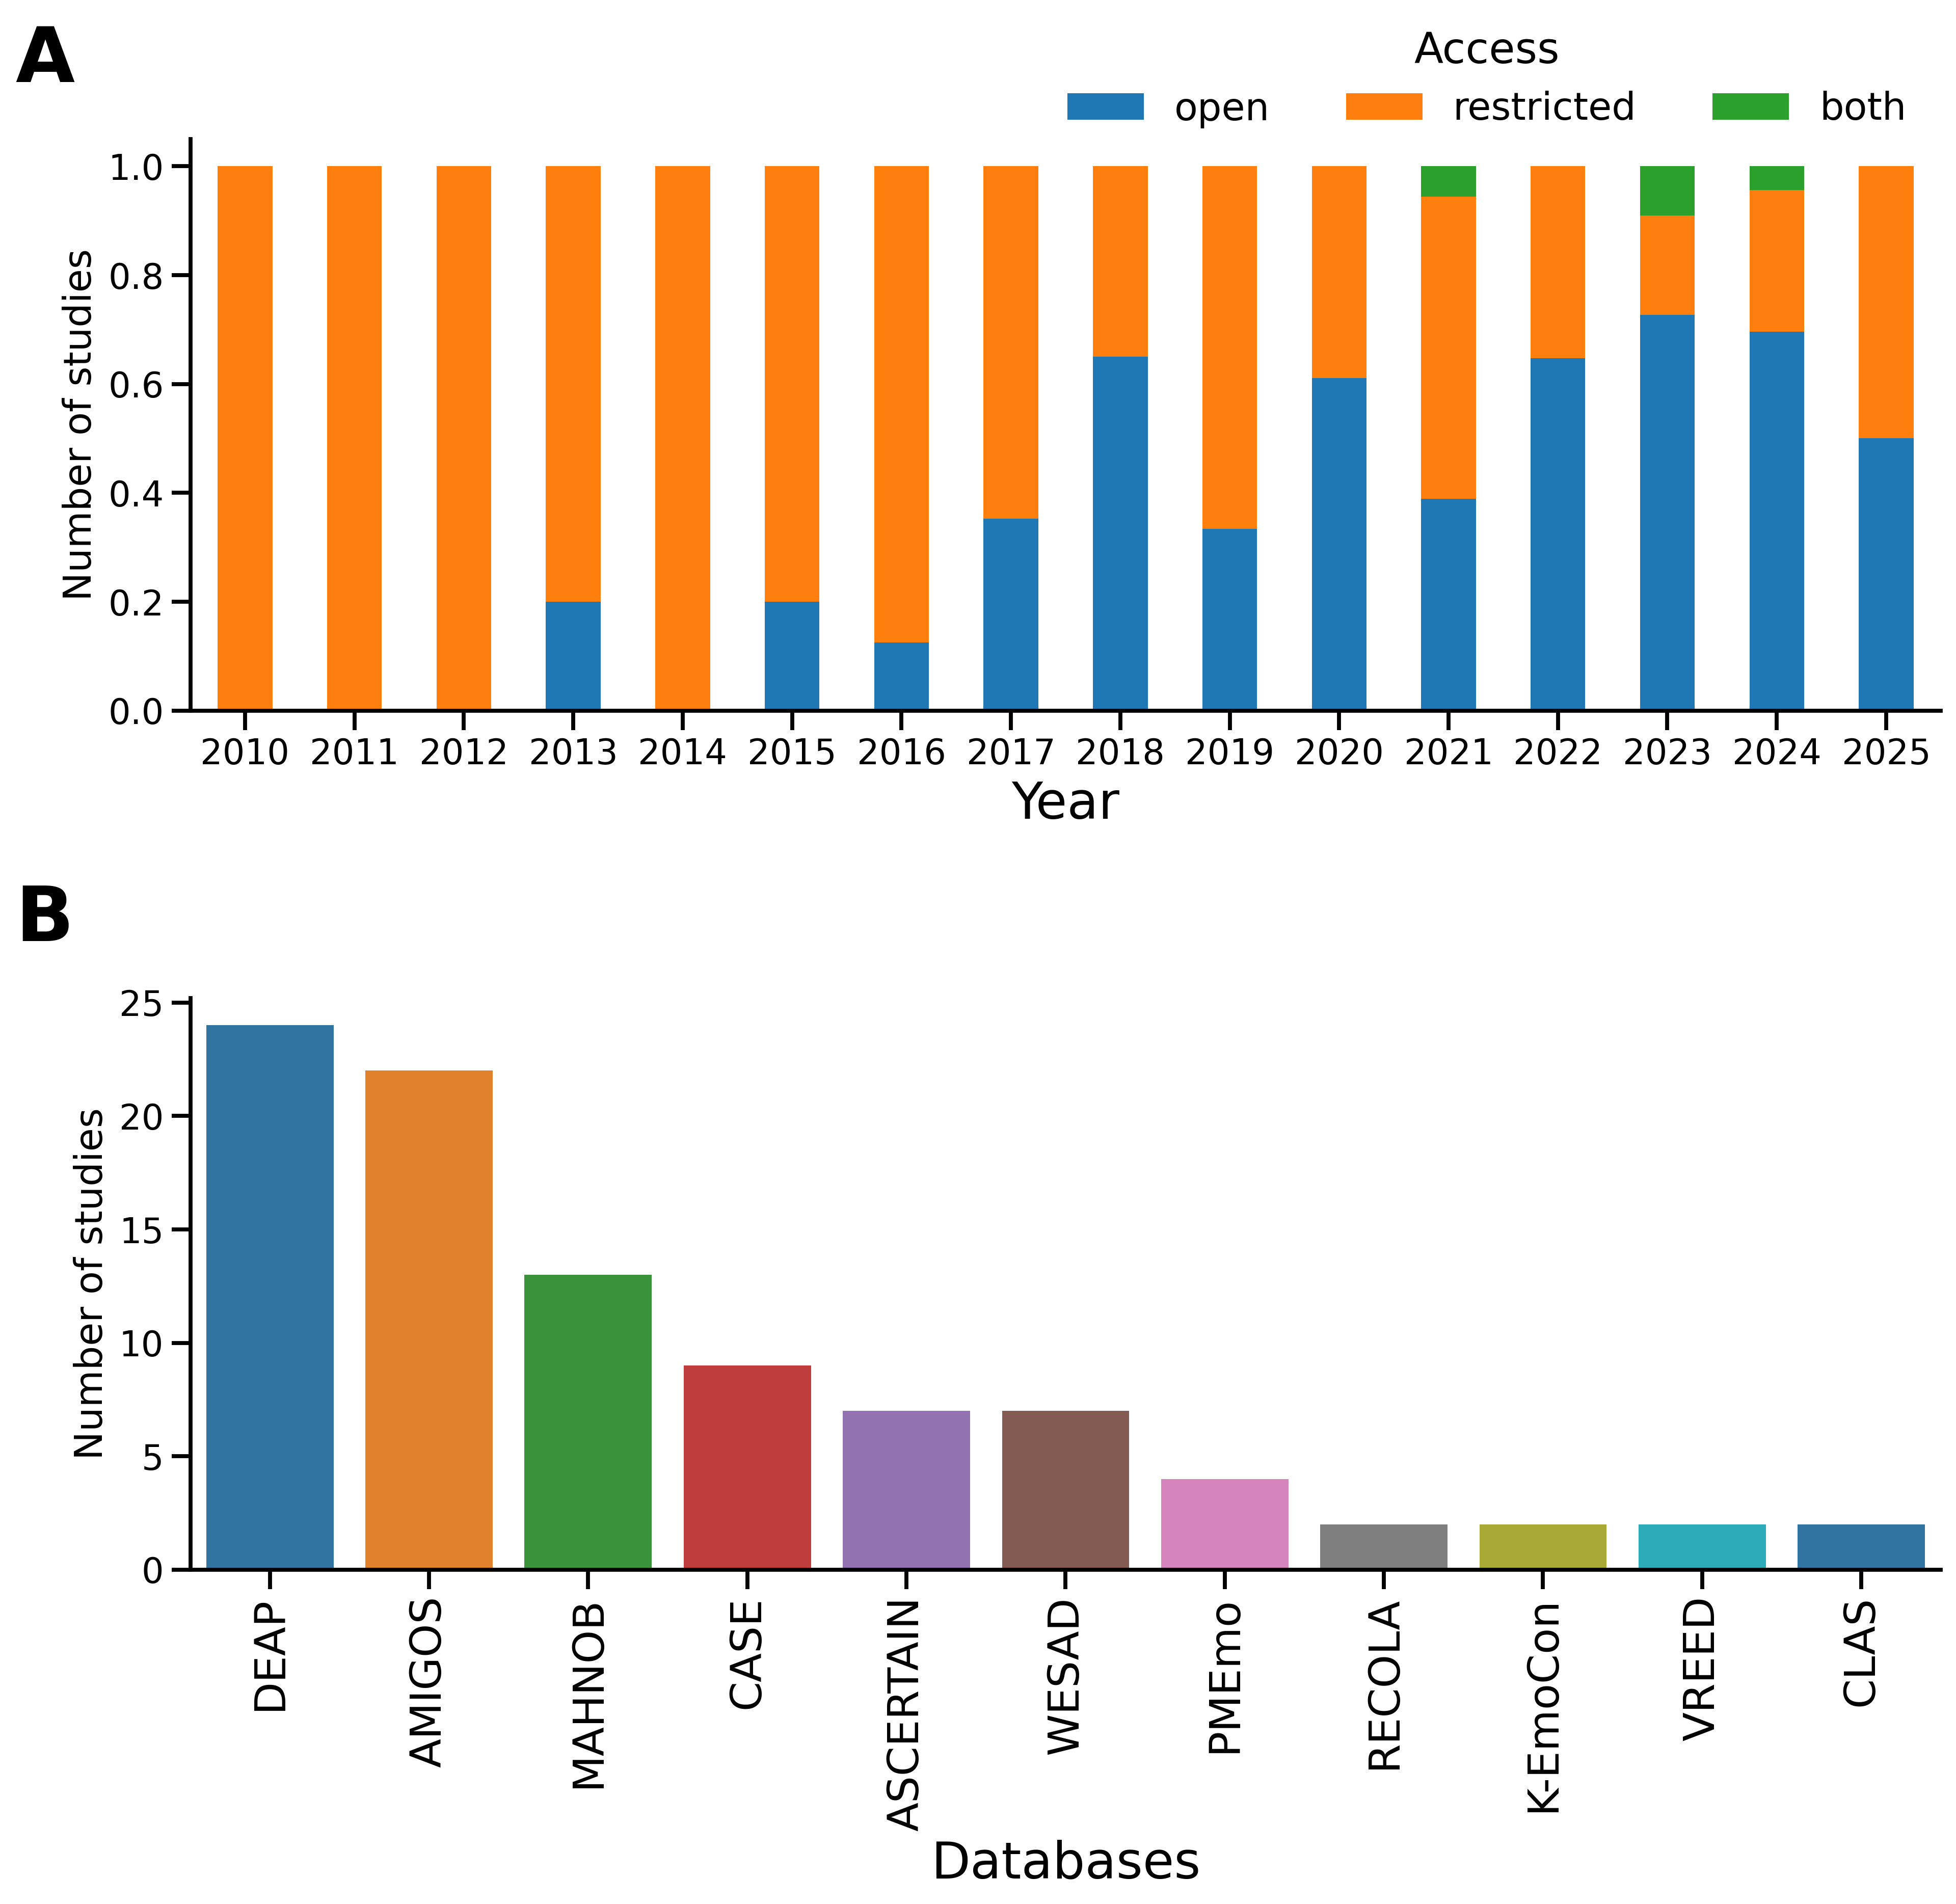 A
Access
open restricted both
Number of studies
1.0
0.8
0.6
0.4
0.2
0.0
2010 2011 2012 2013 2014 2015 2016 2017 2018 2019 2020 2021 2022 2023 2024 2025
Year
B
Number of studies
25
20
15
10
5
0
DEAP
AMIGOS
MAHNOB
CASE
ASCERTAIN
WESAD
PMEmo
RECOLA
K-EmoCon
VREED
CLAS
Databases